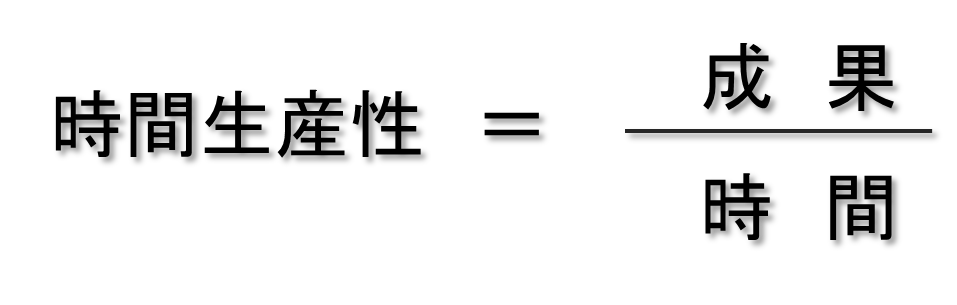 時間生産性 = 成果
時間